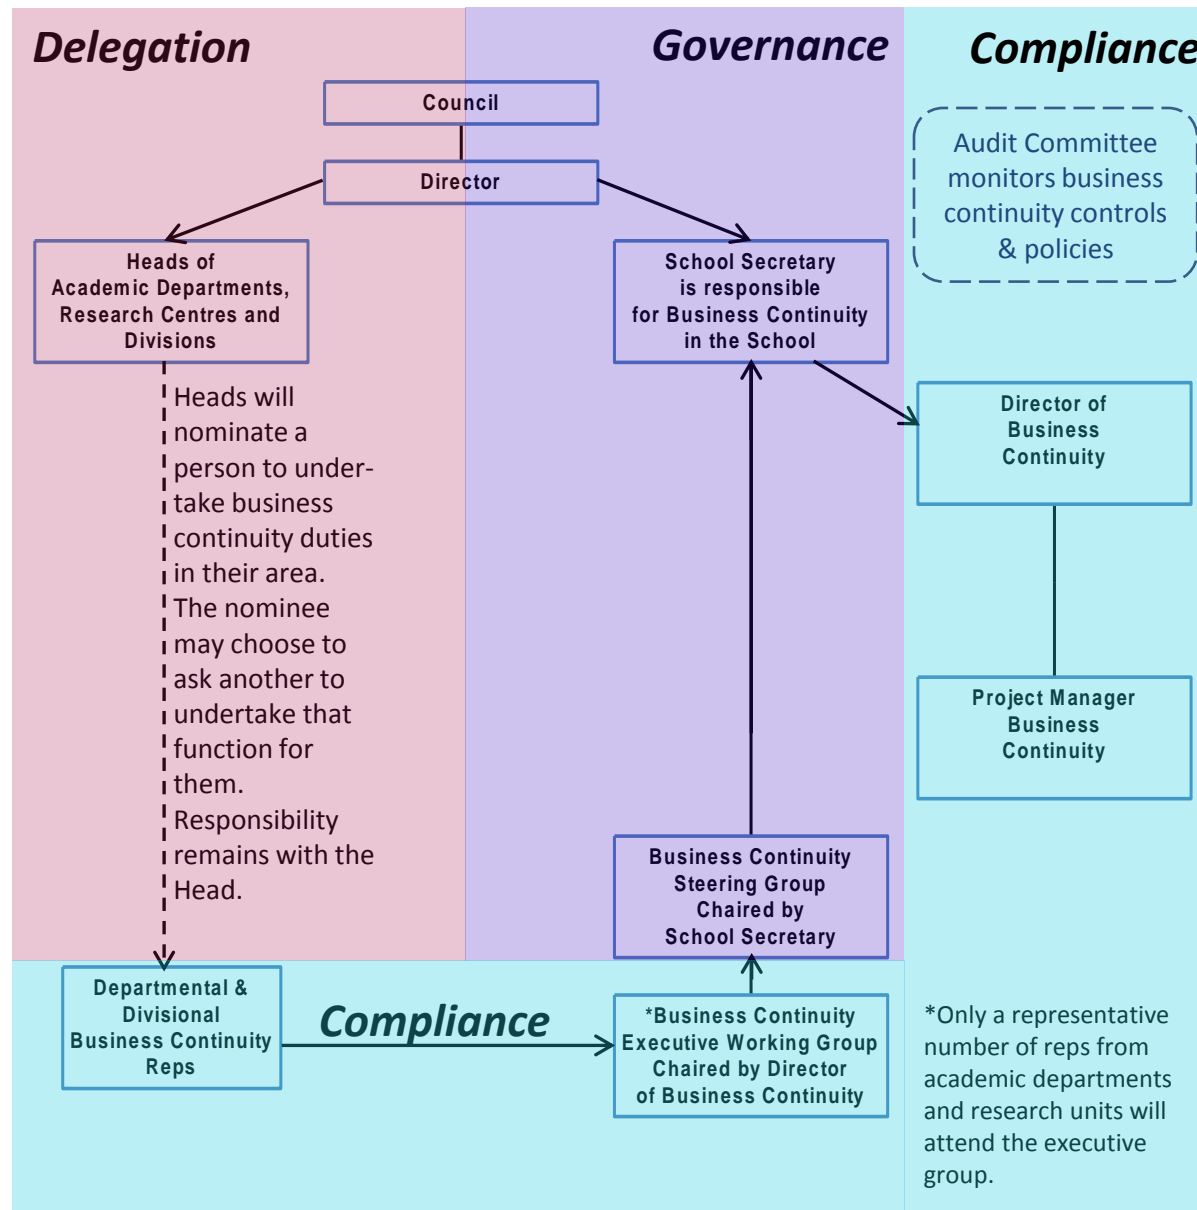 Delegation
Governance
Compliance
Council
Director
Audit Committee
monitors business
continuity controls
& policies
Heads of
Academic Departments,
Research Centres and
Divisions
School Secretary
is responsible
for Business Continuity
in the School
Heads will
nominate a
person to under-
take business
continuity duties
in their area.
The nominee
may choose to
ask another to
undertake that
function for
them.
Responsibility
remains with the
Head.
Director of
Business
Continuity
Project Manager
Business
Continuity
Business Continuity
Steering Group
Chaired by
School Secretary
Departmental &
Divisional
Business Continuity
Reps
Compliance
*Business Continuity
Executive Working Group
Chaired by Director
of Business Continuity
*Only a representative
number of reps from
academic departments
and research units will
attend the executive
group.